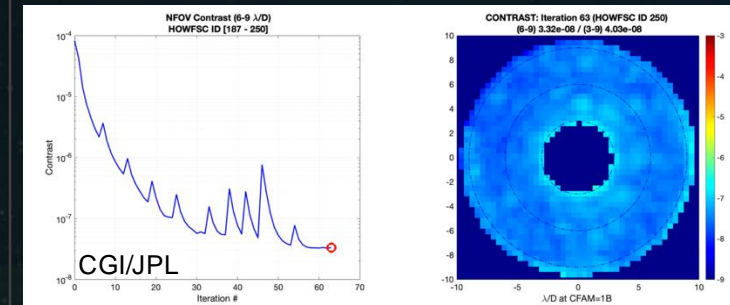 NFOV Contrast (6-9 λ/D)
HOWFSC ID [187 - 250]
10^-4
10^-5
10^-6
10^-7
10^-8
Contrast
0 10 20 30 40 50 60 70
Iteration #
CGI/JPL
CONTRAST: Iteration 63 (HOWFSC ID 250)
(6-9) 3.32e-08 / (3-9) 4.03e-08
10
8
6
4
2
0
-2
-4
-6
-8
-10
-10 -5 0 5 10
λ/D at CFAM=1B
-3
-4
-5
-6
-7
-8
-9